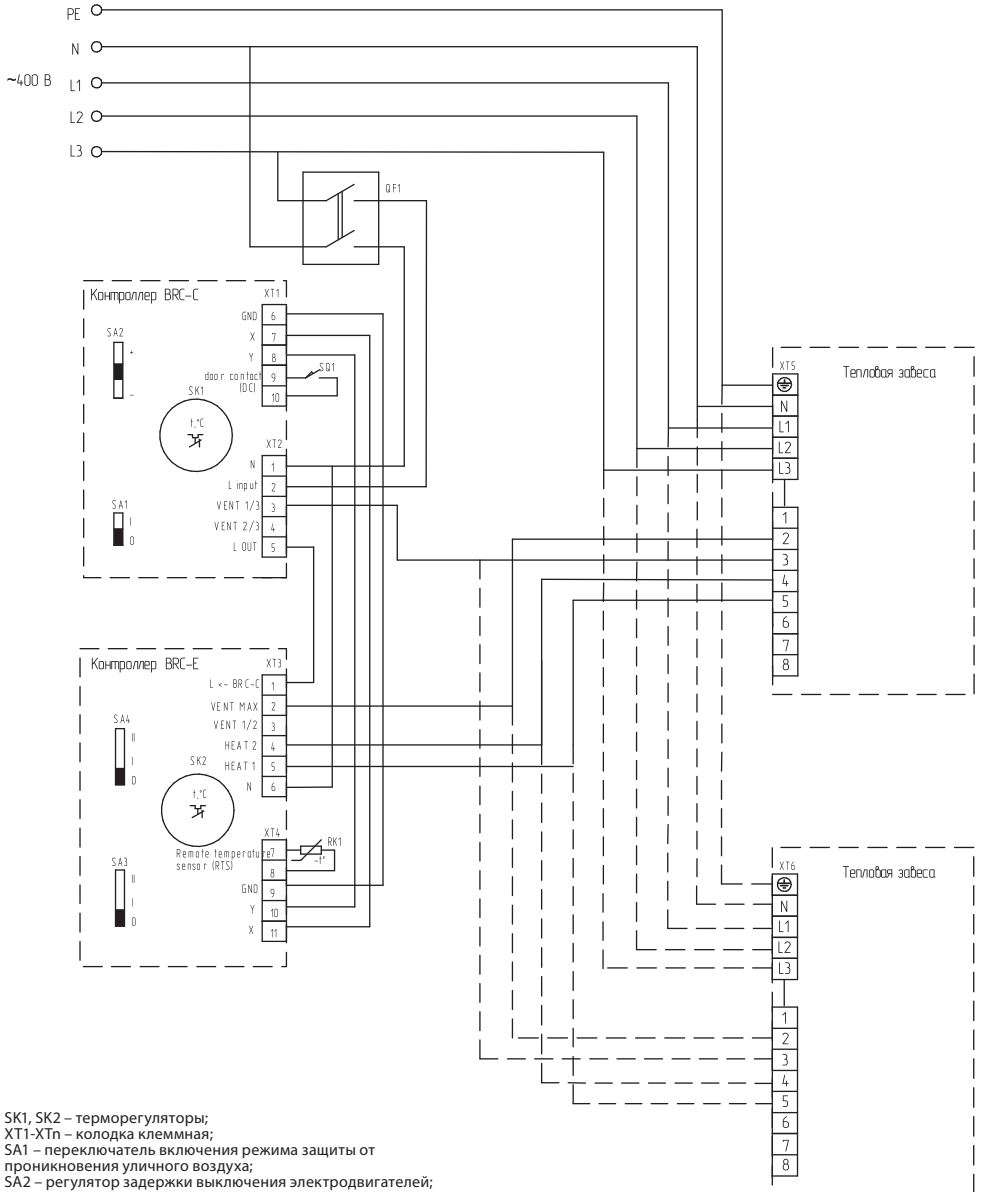 PE
N
~400 В
L1
L2
L3
QF1
Контроллер BRC-C
XT1
SA2
+
-
GND
6
X
7
Y
8
door contact
(DC)
9
10
SQ1
SK1
t,°C
XT2
N
1
L input
2
VENT 1/3
3
VENT 2/3
4
L OUT
5
SA1
I
0
Контроллер BRC-E
XT3
L <- BRC-C
1
VENT MAX
2
VENT 1/2
3
HEAT 2
4
HEAT 1
5
N
6
SA4
II
I
0
SK2
t,°C
XT4
Remote temperature
sensor (RTS)
7
8
RK1
-t°
GND
9
Y
10
X
11
SA3
II
I
0
XT5
Тепловая завеса
N
L1
L2
L3
1
2
3
4
5
6
7
8
XT6
Тепловая завеса
N
L1
L2
L3
1
2
3
4
5
6
7
8
SK1, SK2 – терморегуляторы;
XT1-XTn – колодка клеммная;
SA1 – переключатель включения режима защиты от
проникновения уличного воздуха;
SA2 – регулятор задержки выключения электродвигателей;